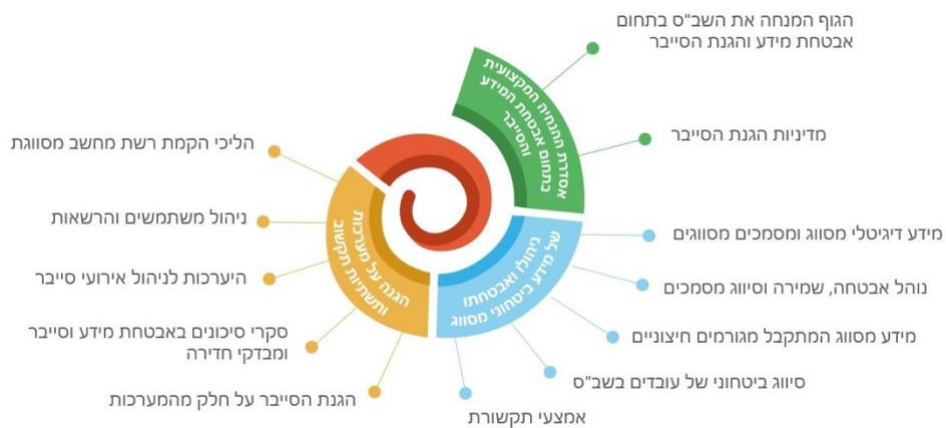 הגוף המנחה את השב"ס בתחום
אבטחת מידע והגנת הסייבר
מדיניות הגנת הסייבר
אסדרת ההנחיה המקצועית
בתחום אבטחת המידע
והסייבר
מידע דיגיטלי מסווג ומסמכים מסווגים
נוהל אבטחה, שמירה וסיווג מסמכים
מידע מסווג המתקבל מגורמים חיצוניים
סיווג ביטחוני של עובדים בשב"ס
אמצעי תקשורת
ניהולו ואבטחתו
של מידע ביטחוני מסווג
הליכי הקמת רשת מחשב מסווגת
ניהול משתמשים והרשאות
היערכות לניהול אירועי סייבר
סקרי סיכונים באבטחת מידע וסייבר
ומבדקי חדירה
הגנת הסייבר על חלק מהמערכות
הגנה על מערכות
ותשתיות תקשוב